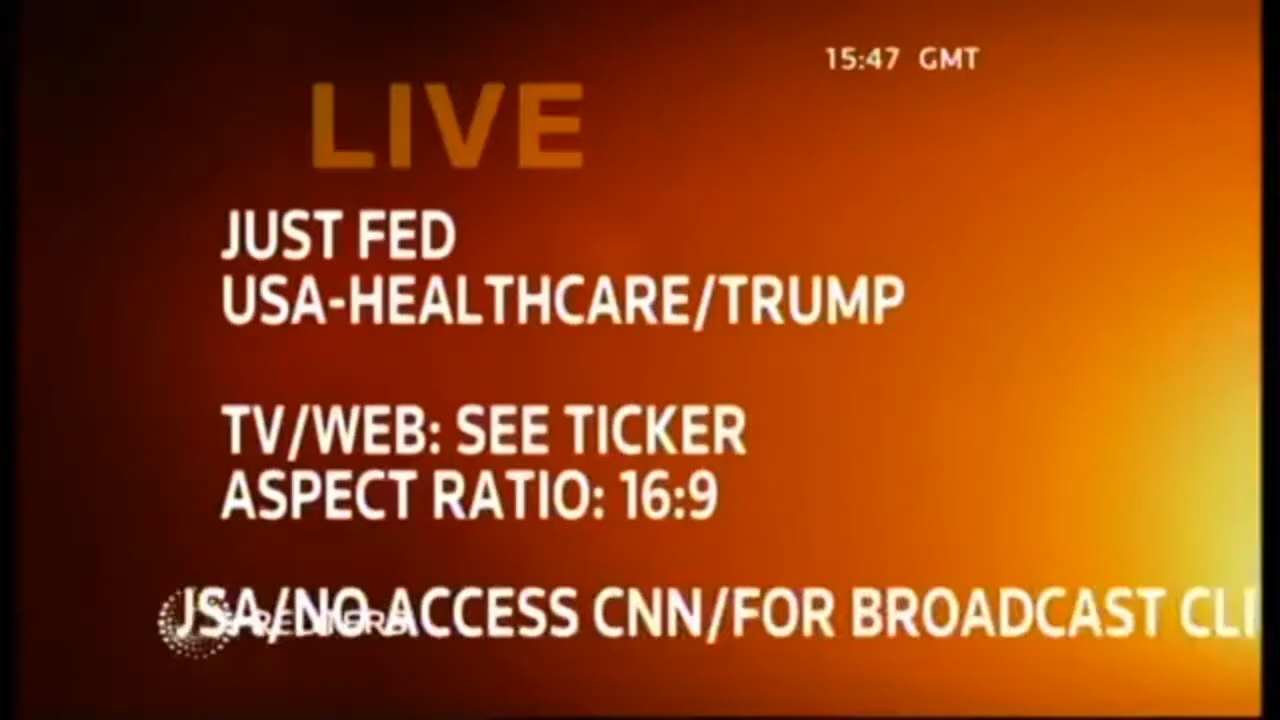 15:47 GMT
LIVE
JUST FED
USA-HEALTHCARE/TRUMP
TV/WEB: SEE TICKER
ASPECT RATIO: 16:9
JSA/NO ACCESS CNN/FOR BROADCAST CLI
REUTERS